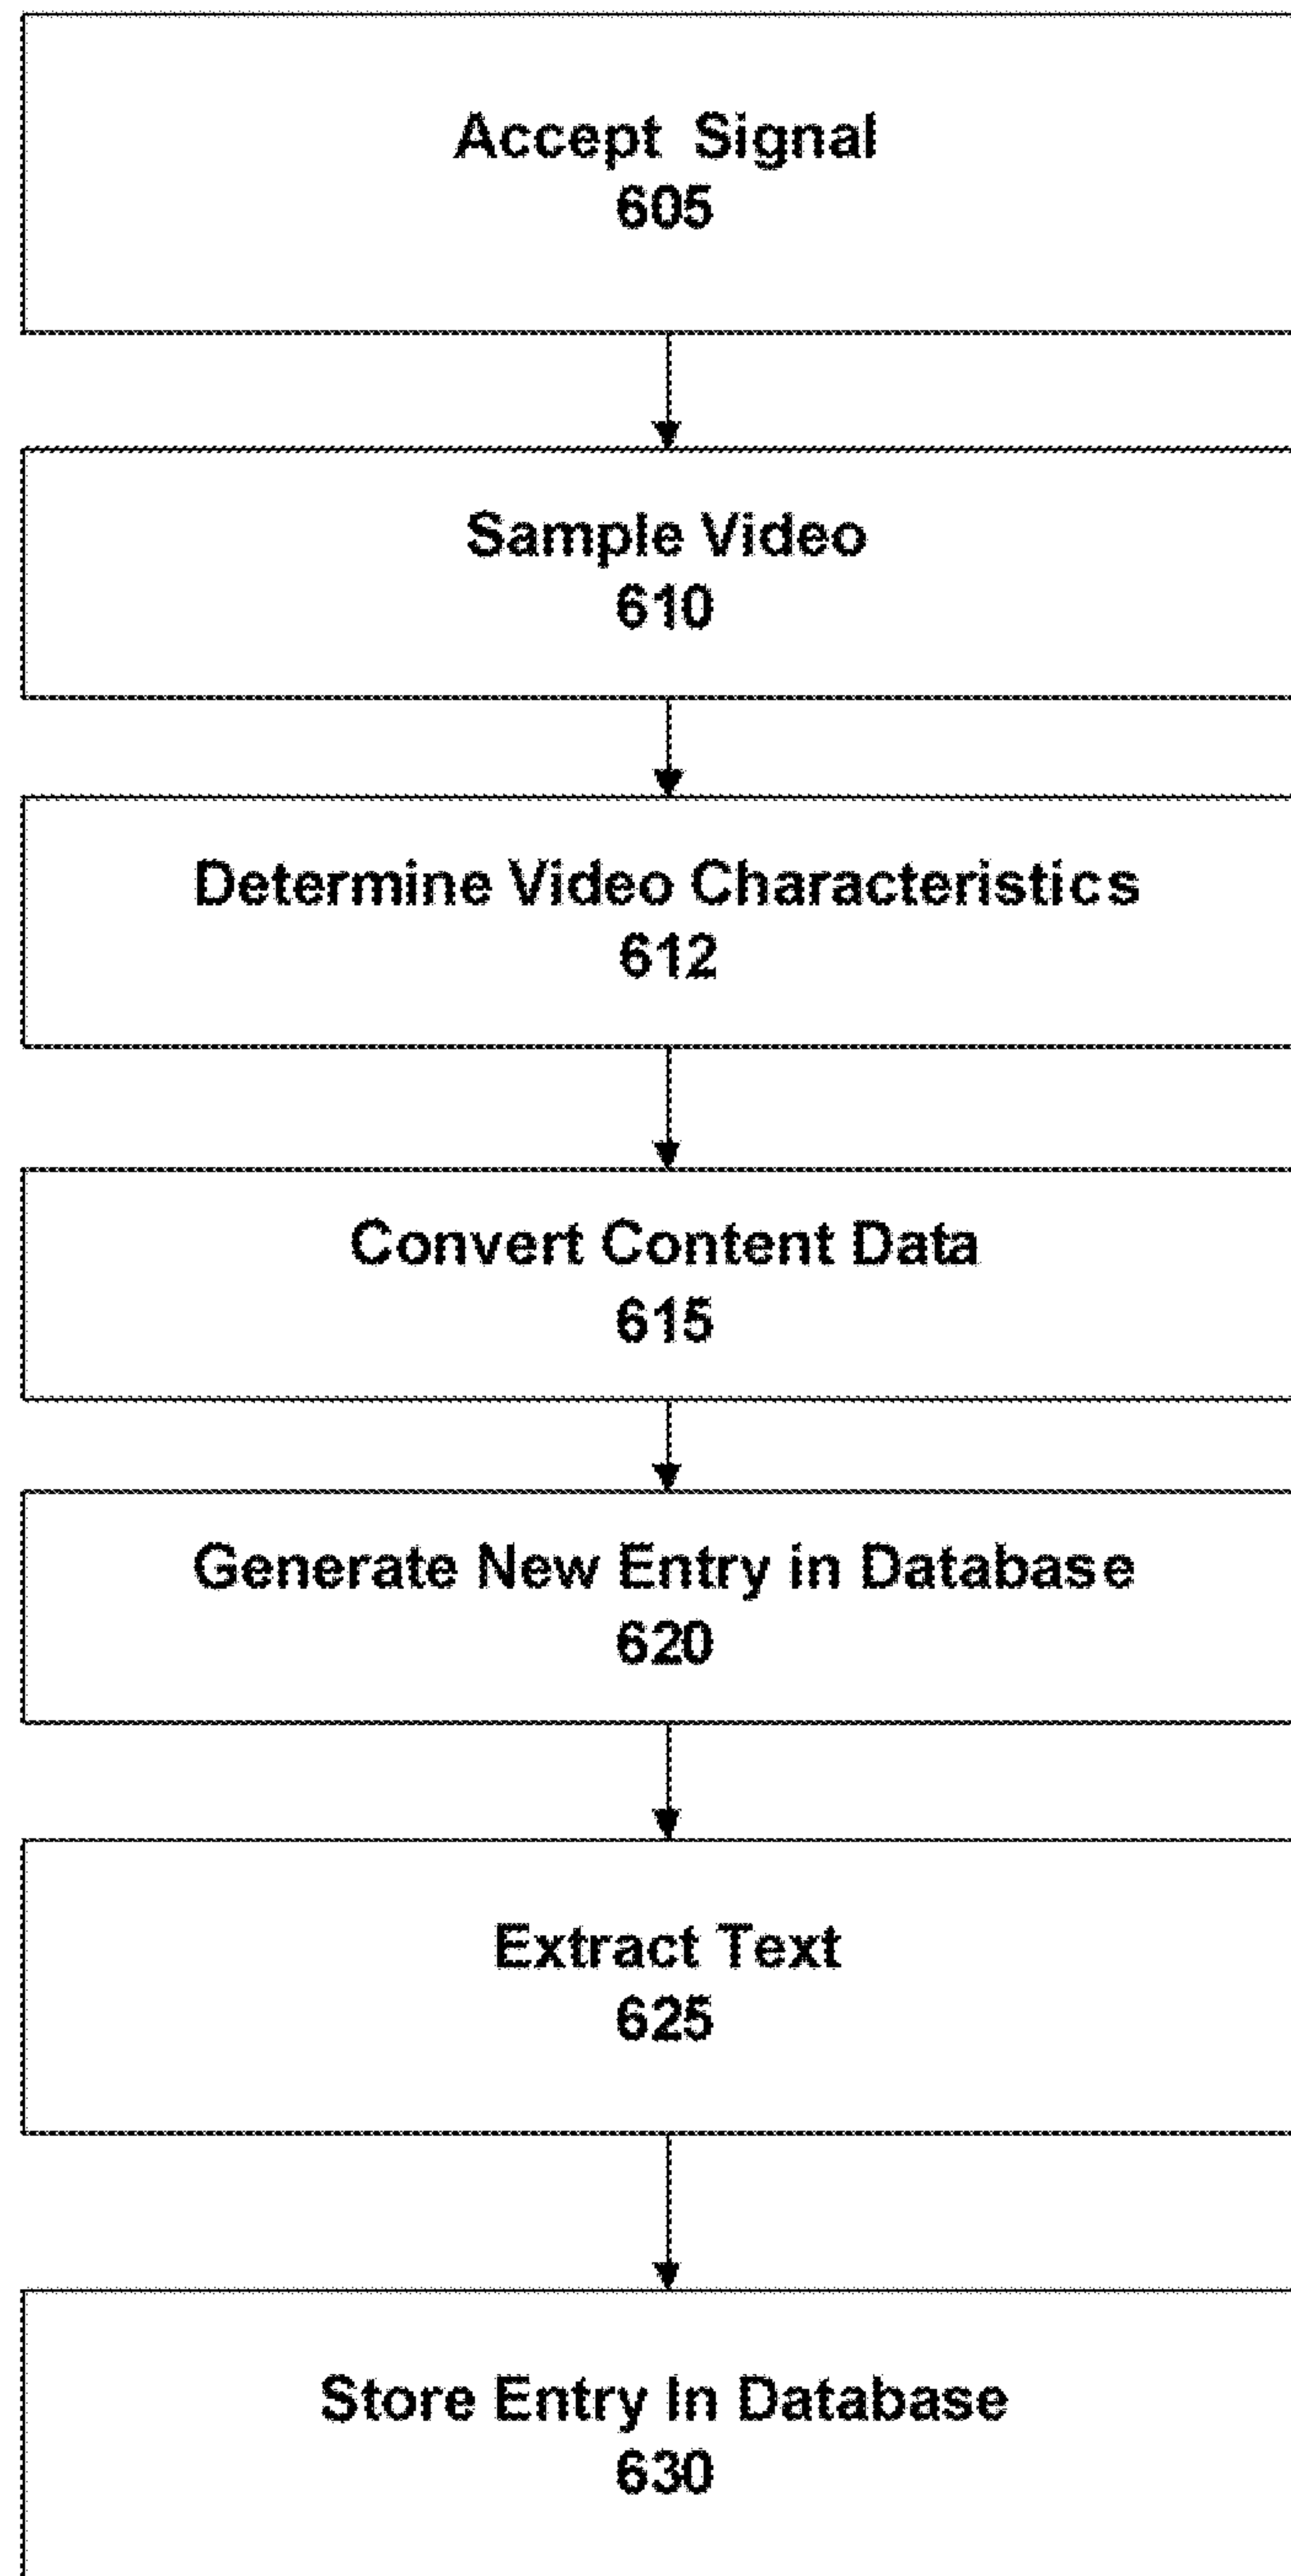 Accept Signal
605
Sample Video
610
Determine Video Characteristics
612
Convert Content Data
615
Generate New Entry in Database
620
Extract Text
625
Store Entry In Database
630